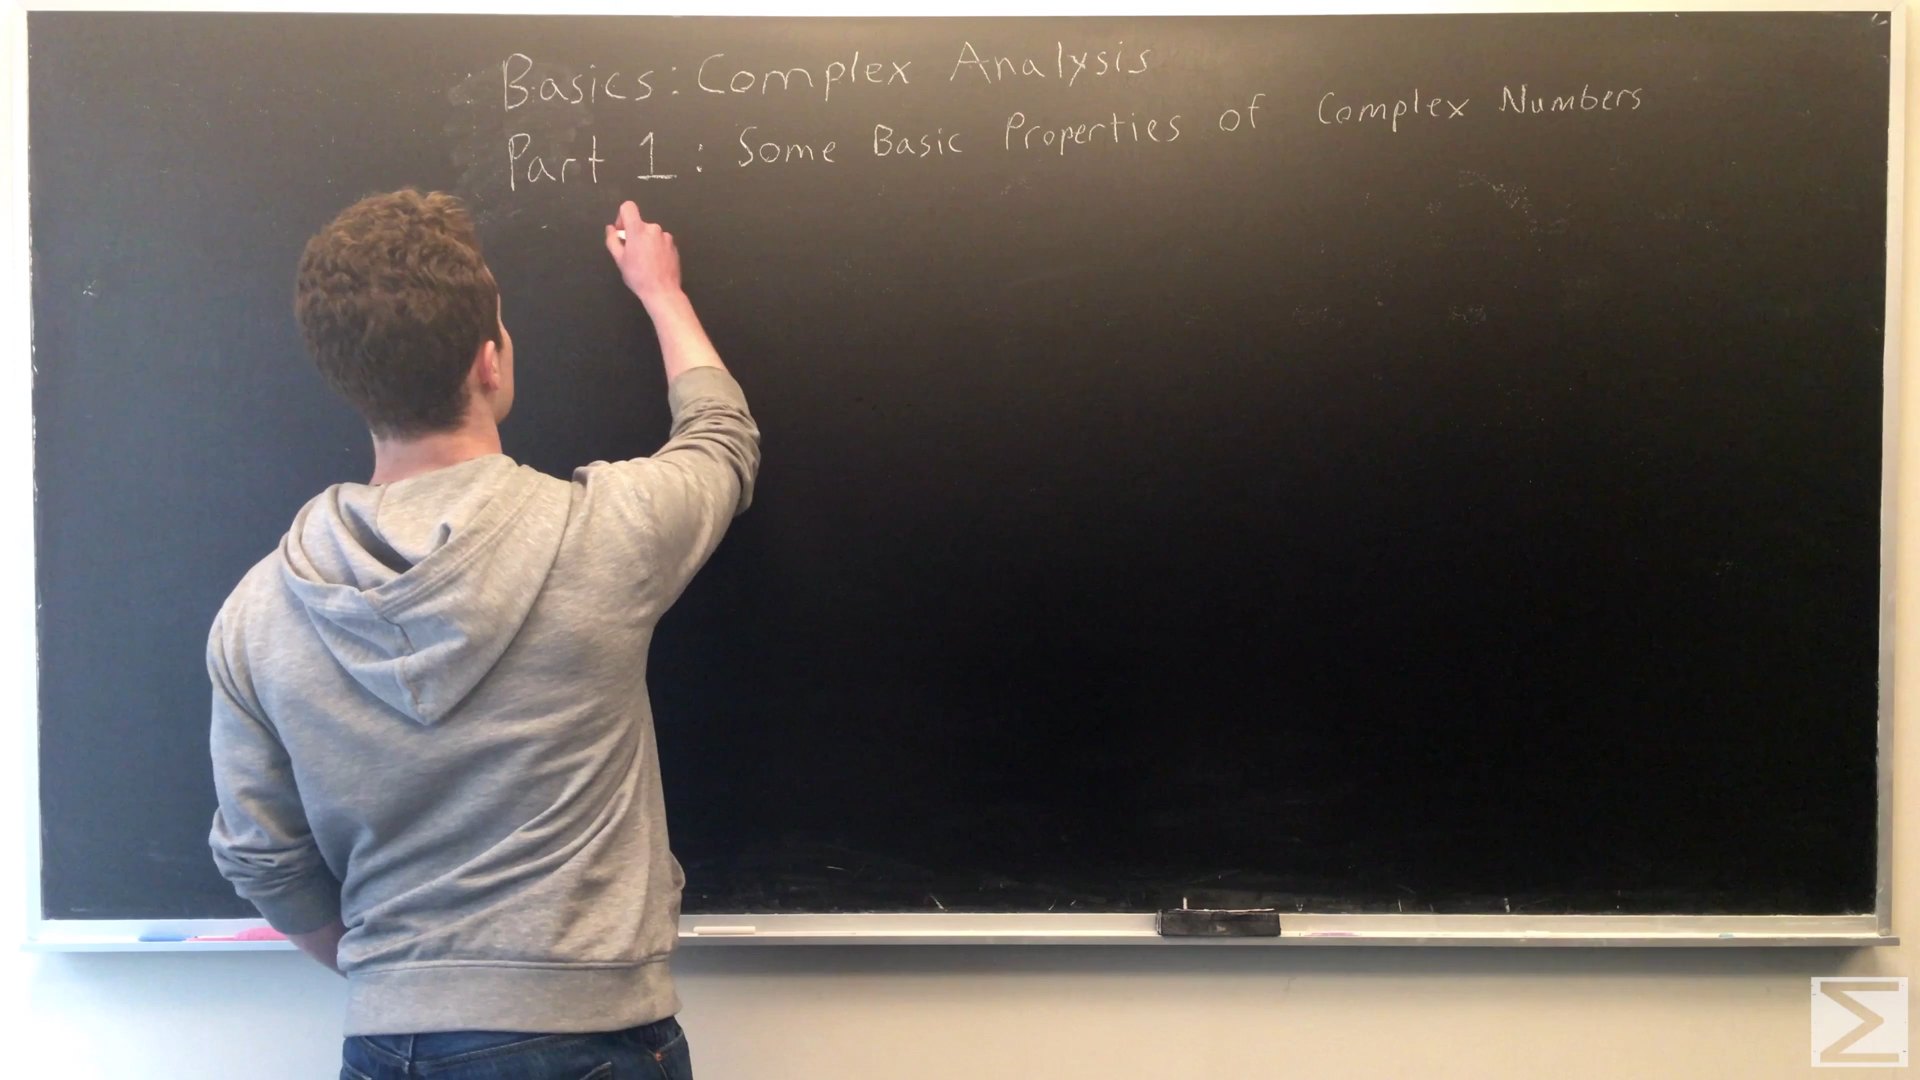 Basics: Complex Analysis
Part 1: Some Basic Properties of Complex Numbers